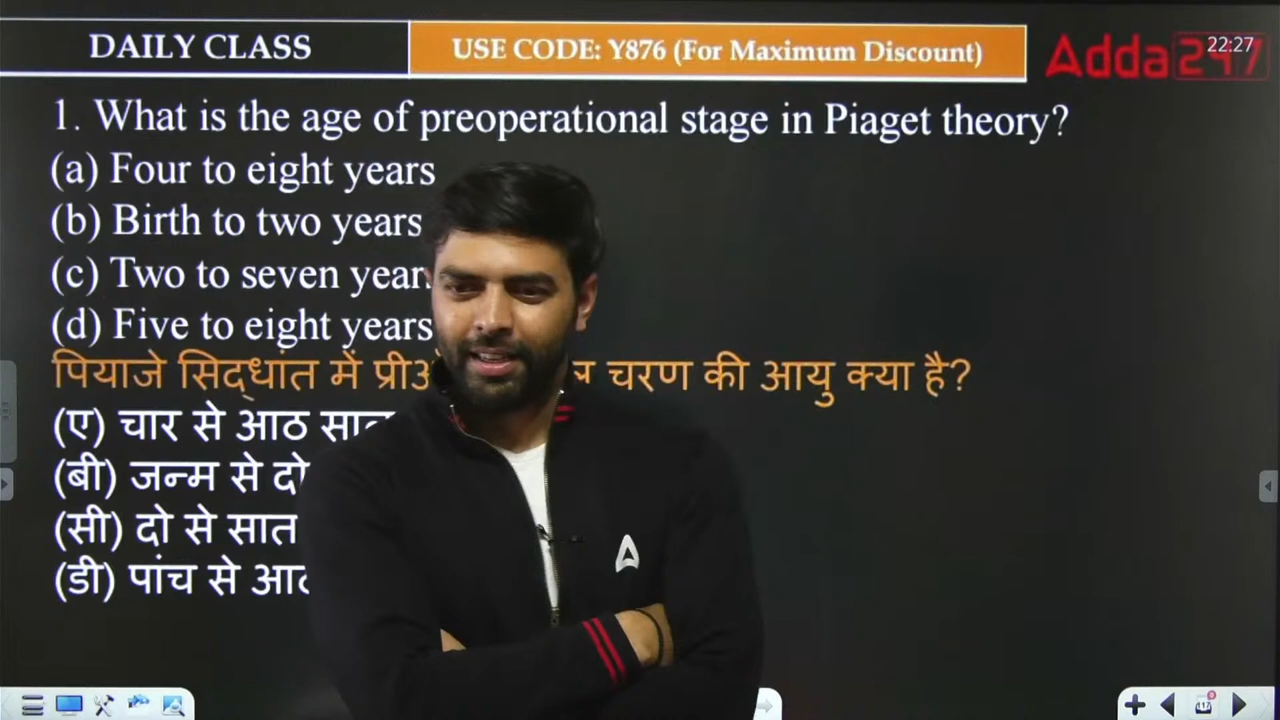 DAILY CLASS
USE CODE: Y876 (For Maximum Discount)
Adda247
22:27
1. What is the age of preoperational stage in Piaget theory?
(a) Four to eight years
(b) Birth to two years
(c) Two to seven
(d) Five to eight years
पियाजे सिद्धांत में चरण की आयु क्या है?
(ए) चार से आठ
(बी) जन्म से दो
(सी) दो से सात
(डी) पांच से